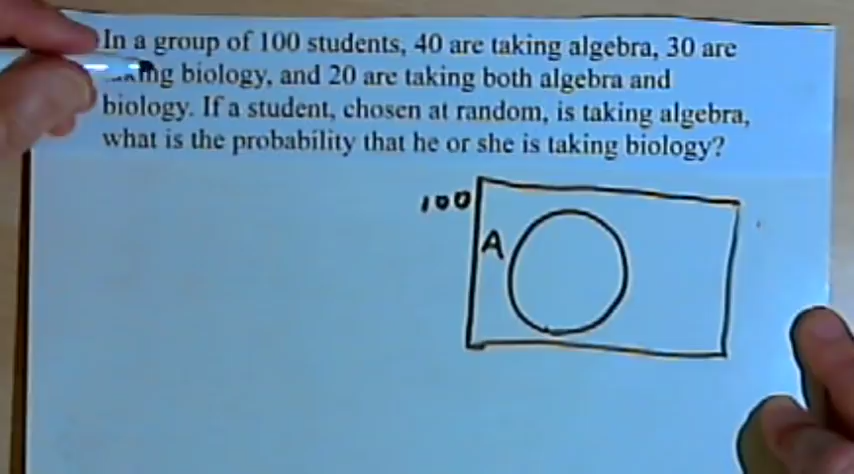 In a group of 100 students, 40 are taking algebra, 30 are
biology, and 20 are taking both algebra and
biology. If a student, chosen at random, is taking algebra,
what is the probability that he or she is taking biology?
100
A